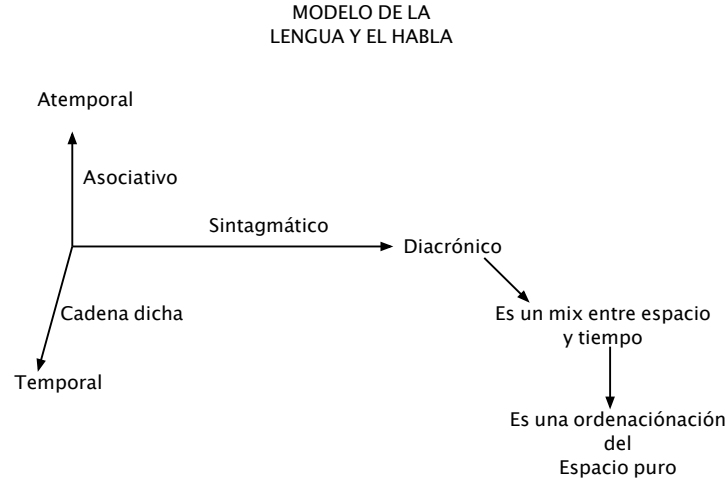 MODELO DE LA
LENGUA Y EL HABLA
Atemporal
Asociativo
Sintagmático
Diacrónico
Cadena dicha
Es un mix entre espacio
y tiempo
Temporal
Es una ordenaciónación
del
Espacio puro